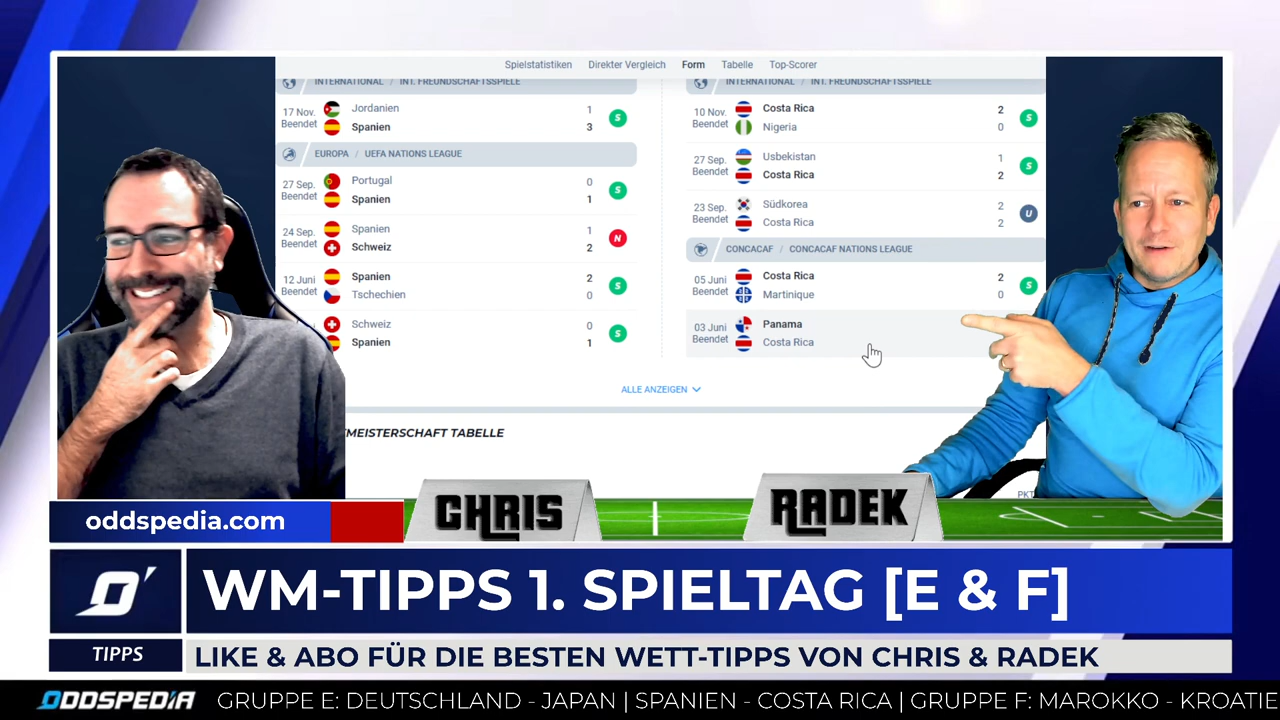 Spielstatistiken Direkter Vergleich Form Tabelle Top-Scorer
INTERNATIONAL / INT. FREUNDSCHAFTSSPIELE
17 Nov. Beendet
Jordanien 1
Spanien 3
S
EUROPA / UEFA NATIONS LEAGUE
27 Sep. Beendet
Portugal 0
Spanien 1
S
24 Sep. Beendet
Spanien 1
Schweiz 2
N
12 Juni Beendet
Spanien 2
Tschechien 0
S
Schweiz 0
Spanien 1
S
INTERNATIONAL / INT. FREUNDSCHAFTSSPIELE
10 Nov. Beendet
Costa Rica 2
Nigeria 0
S
27 Sep. Beendet
Usbekistan 1
Costa Rica 2
S
23 Sep. Beendet
Südkorea 2
Costa Rica 2
U
CONCACAF / CONCACAF NATIONS LEAGUE
05 Juni Beendet
Costa Rica 2
Martinique 0
S
03 Juni Beendet
Panama
Costa Rica
ALLE ANZEIGEN
MEISTERSCHAFT TABELLE
PKT
oddspedia.com
CHRIS
RADEK
WM-TIPPS 1. SPIELTAG [E & F]
TIPPS
LIKE & ABO FÜR DIE BESTEN WETT-TIPPS VON CHRIS & RADEK
ODDSPEDIA
GRUPPE E: DEUTSCHLAND - JAPAN | SPANIEN - COSTA RICA | GRUPPE F: MAROKKO - KROATIE